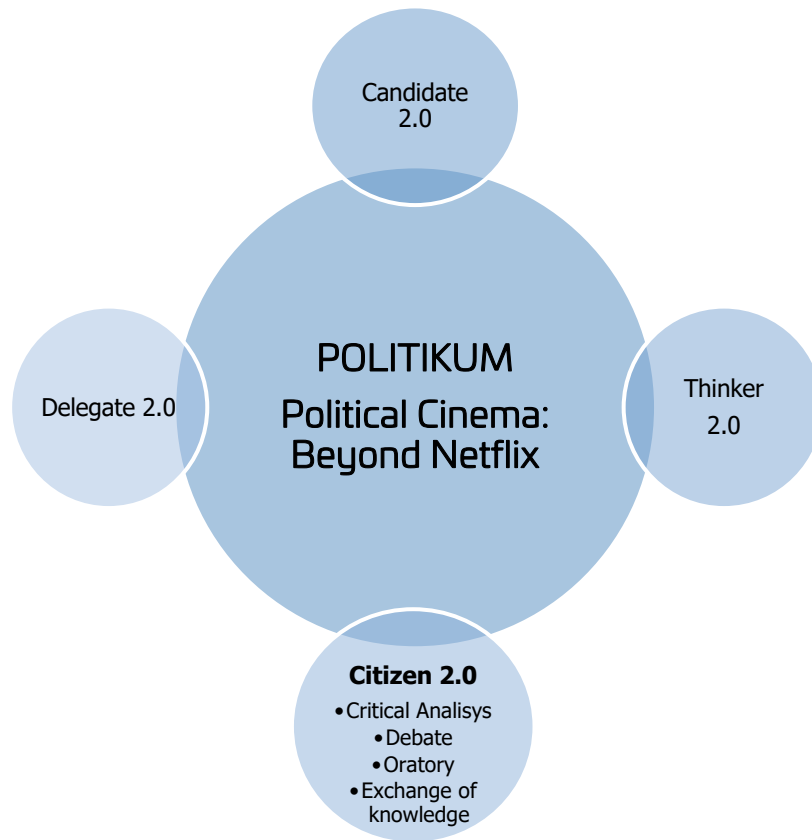 Candidate
2.0
POLITIKUM
Political Cinema:
Beyond Netflix
Delegate 2.0
Thinker
2.0
Citizen 2.0
•Critical Analisys
•Debate
•Oratory
•Exchange of
knowledge